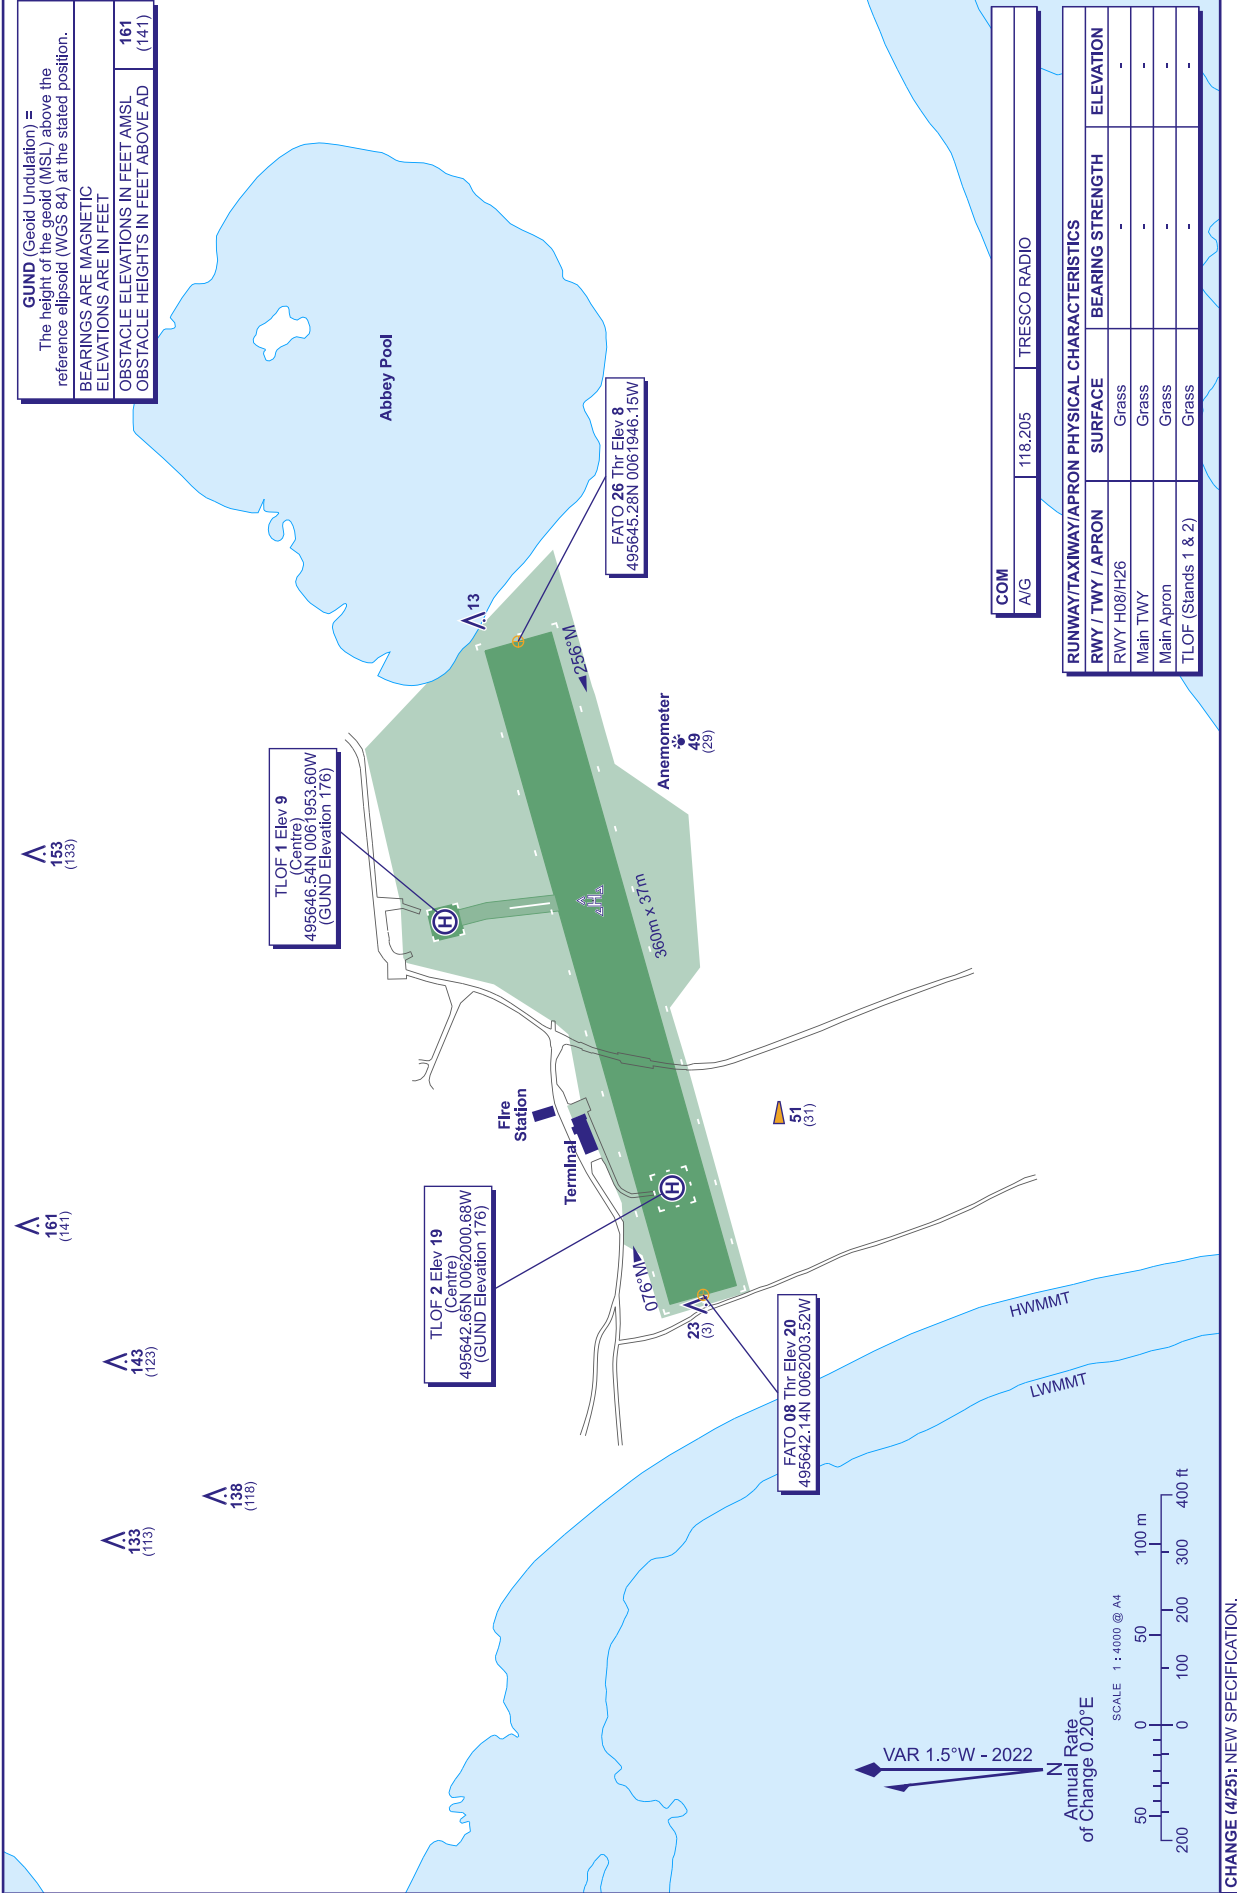 GUND (Geoid Undulation) =
The height of the geoid (MSL) above the
reference elipsoid (WGS 84) at the stated position.
BEARINGS ARE MAGNETIC
ELEVATIONS ARE IN FEET
OBSTACLE ELEVATIONS IN FEET AMSL
OBSTACLE HEIGHTS IN FEET ABOVE AD
161
(141)
133
(113)
138
(118)
143
(123)
161
(141)
153
(133)
Abbey Pool
TLOF 1 Elev 9
(Centre)
495646.54N 0061953.60W
(GUND Elevation 176)
TLOF 2 Elev 19
(Centre)
495642.65N 0062000.68W
(GUND Elevation 176)
Fire
Station
Terminal
H
H
H
13
FATO 26 Thr Elev 8
495645.28N 0061946.15W
256°M
076°M
360m x 37m
Anemometer
49
(29)
51
(31)
23
(3)
FATO 08 Thr Elev 20
495642.14N 0062003.52W
HWMMT
LWMMT
VAR 1.5°W - 2022
N
Annual Rate
of Change 0.20°E
SCALE 1 : 4000 @ A4
50 0 50 100 m
200 0 100 200 300 400 ft
COM
A/G 118.205 TRESCO RADIO
RUNWAY/TAXIWAY/APRON PHYSICAL CHARACTERISTICS
RWY / TWY / APRON SURFACE BEARING STRENGTH ELEVATION
RWY H08/H26 Grass - -
Main TWY Grass - -
Main Apron Grass - -
TLOF (Stands 1 & 2) Grass - -
CHANGE (4/25): NEW SPECIFICATION.